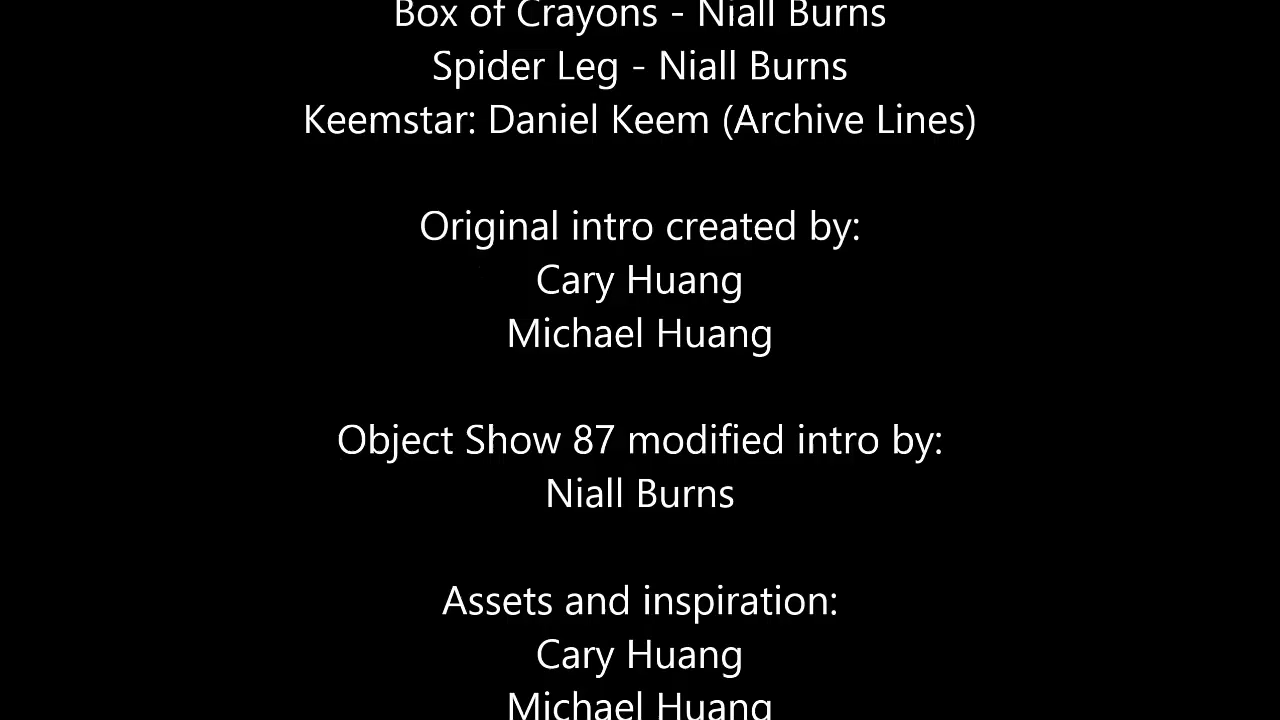 Box of Crayons - Niall Burns
Spider Leg - Niall Burns
Keemstar: Daniel Keem (Archive Lines)
Original intro created by:
Cary Huang
Michael Huang
Object Show 87 modified intro by:
Niall Burns
Assets and inspiration:
Cary Huang
Michael Huang